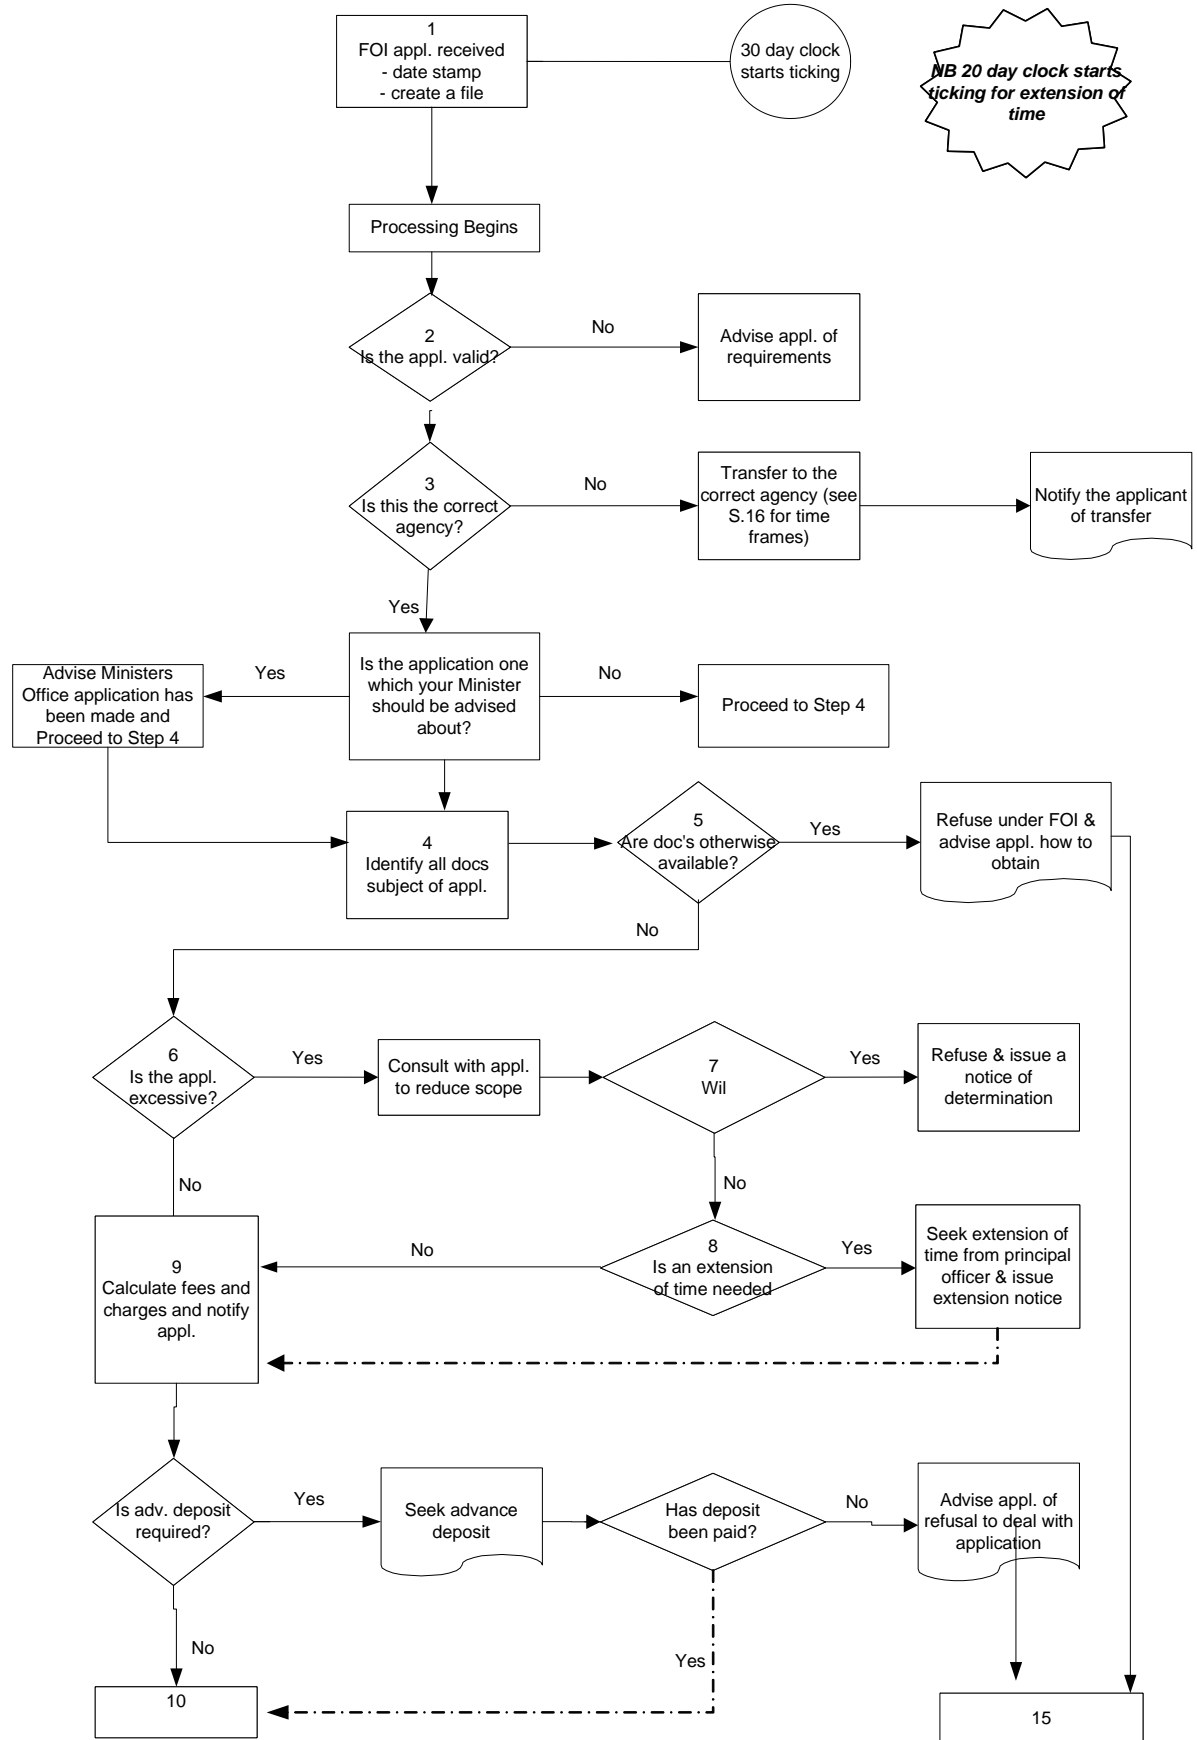 1
FOI appl. received
- date stamp
- create a file
30 day clock
starts ticking
NB 20 day clock starts
ticking for extension of
time
Processing Begins
2
Is the appl. valid?
No
Advise appl. of
requirements
3
Is this the correct
agency?
No
Transfer to the
correct agency (see
S.16 for time
frames)
Notify the applicant
of transfer
Yes
Advise Ministers
Office application has
been made and
Proceed to Step 4
Yes
Is the application one
which your Minister
should be advised
about?
No
Proceed to Step 4
4
Identify all docs
subject of appl.
5
Are doc's otherwise
available?
Yes
Refuse under FOI &
advise appl. how to
obtain
No
6
Is the appl.
excessive?
Yes
Consult with appl.
to reduce scope
7
Wil
Yes
Refuse & issue a
notice of
determination
No
No
9
Calculate fees and
charges and notify
appl.
No
8
Is an extension
of time needed
Yes
Seek extension of
time from principal
officer & issue
extension notice
Is adv. deposit
required?
Yes
Seek advance
deposit
Has deposit
been paid?
No
Advise appl. of
refusal to deal with
application
No
Yes
10
15